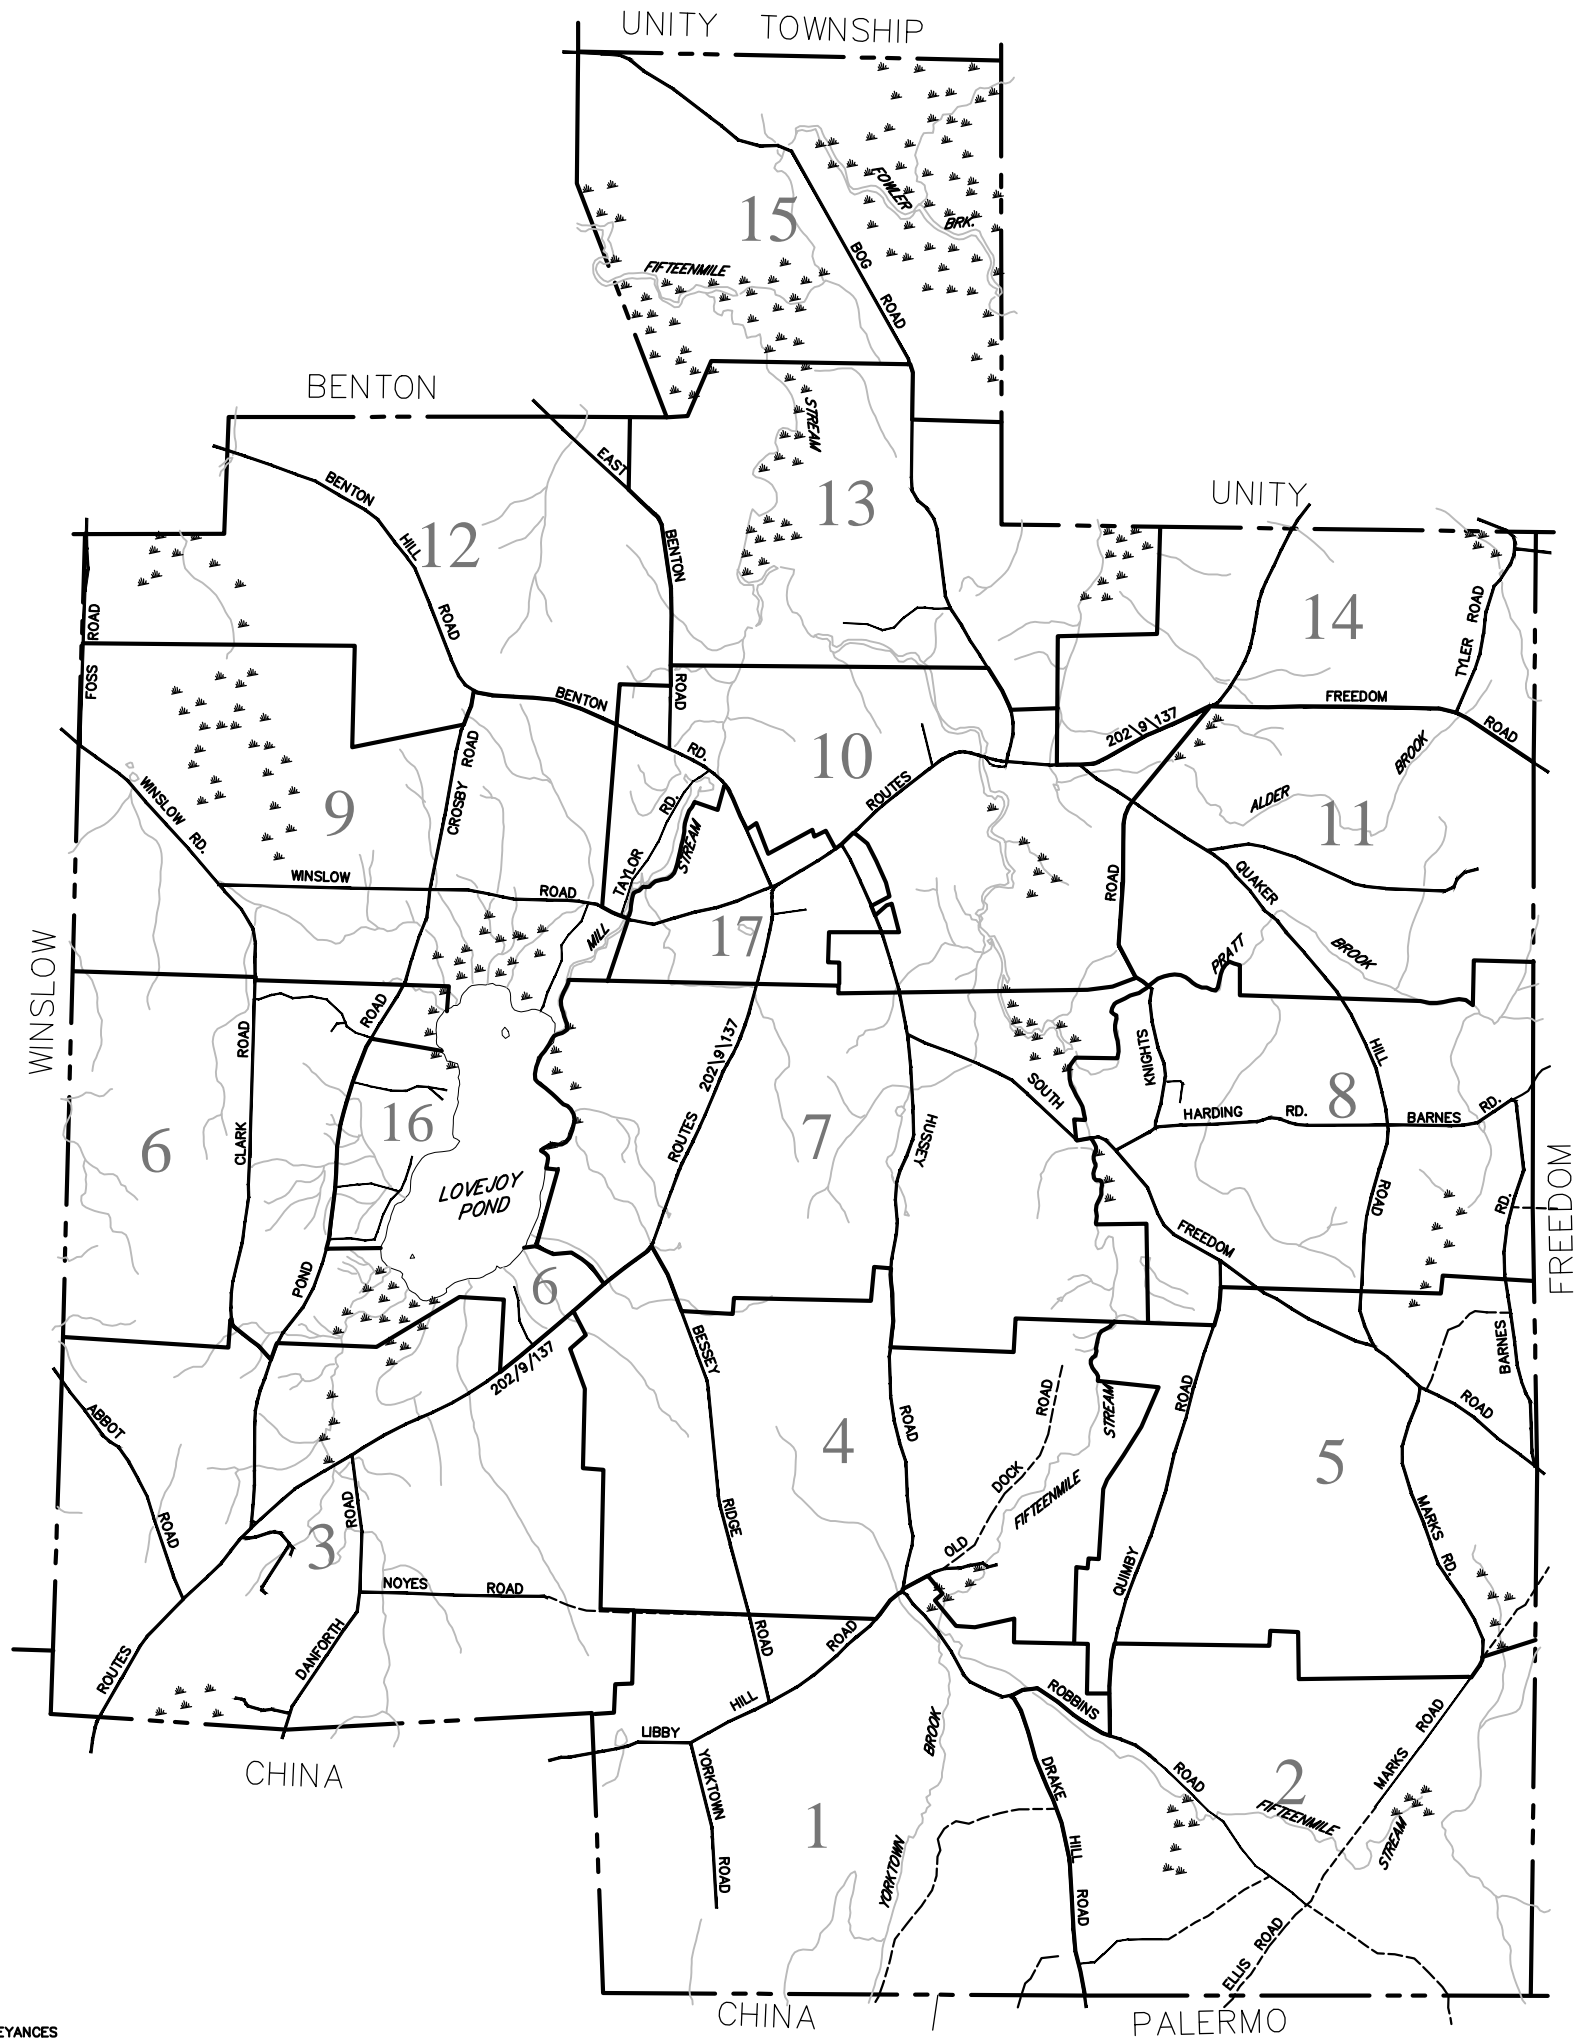 UNITY TOWNSHIP
15
FOWLER
BRK.
BOG
ROAD
FIFTEENMILE
STREAM
BENTON
EAST
BENTON
ROAD
BENTON
HILL
ROAD
12
13
UNITY
14
TYLER ROAD
FREEDOM
ROAD
FOSS ROAD
BENTON
RD.
202\9\137
ROUTES
10
BROOK
ALDER
11
WINSLOW
RD.
9
CROSBY ROAD
TAYLOR
RD.
STREAM
MILL
WINSLOW
ROAD
17
ROAD
QUAKER
HILL
ROAD
PRATT
BROOK
WINSLOW
6
CLARK
ROAD
ROAD
POND
16
LOVEJOY
POND
6
ROUTES
202\9\137
7
HUSSEY
ROAD
SOUTH
FREEDOM
ROAD
KNIGHTS
HARDING
RD.
8
BARNES
RD.
RD.
BARNES
FREEDOM
ABBOT
ROAD
3
ROAD
DANFORTH
NOYES
ROAD
ROUTES
202/9/137
BESSEY
RIDGE
ROAD
4
OLD
DOCK
ROAD
FIFTEENMILE
STREAM
QUIMBY
ROAD
5
MARKS RD.
CHINA
LIBBY
HILL
ROAD
YORKTOWN
ROAD
1
YORKTOWN
BROOK
DRAKE
HILL
ROAD
ROBBINS
ROAD
2
FIFTEENMILE
STREAM
MARKS
ROAD
ELLIS ROAD
CHINA
PALERMO
EYANCES